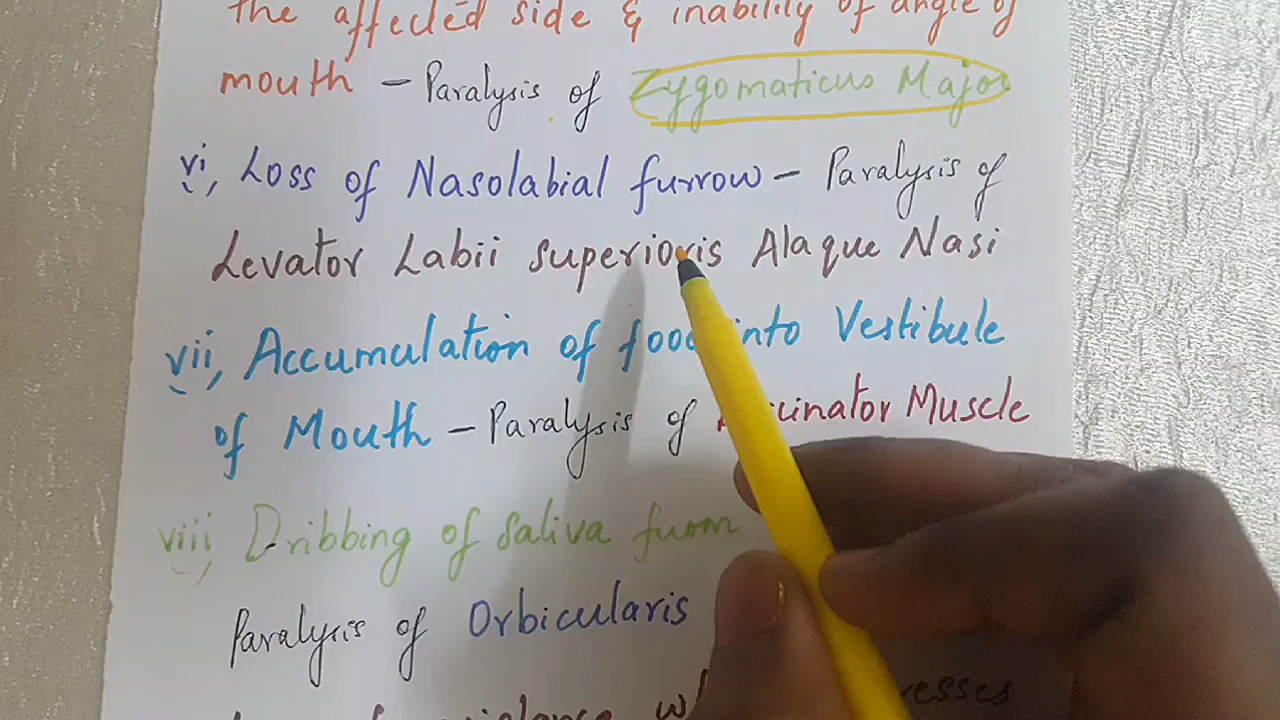 the affected side & inability of angle of
mouth - Paralysis of Zygomaticus Major
vi, Loss of Nasolabial furrow - Paralysis of
Levator Labii superioris Alaque Nasi
vii, Accumulation of food into Vestibule
of Mouth - Paralysis of Muscle
viii, Dribbing of saliva furom
Paralysis of Orbicularis